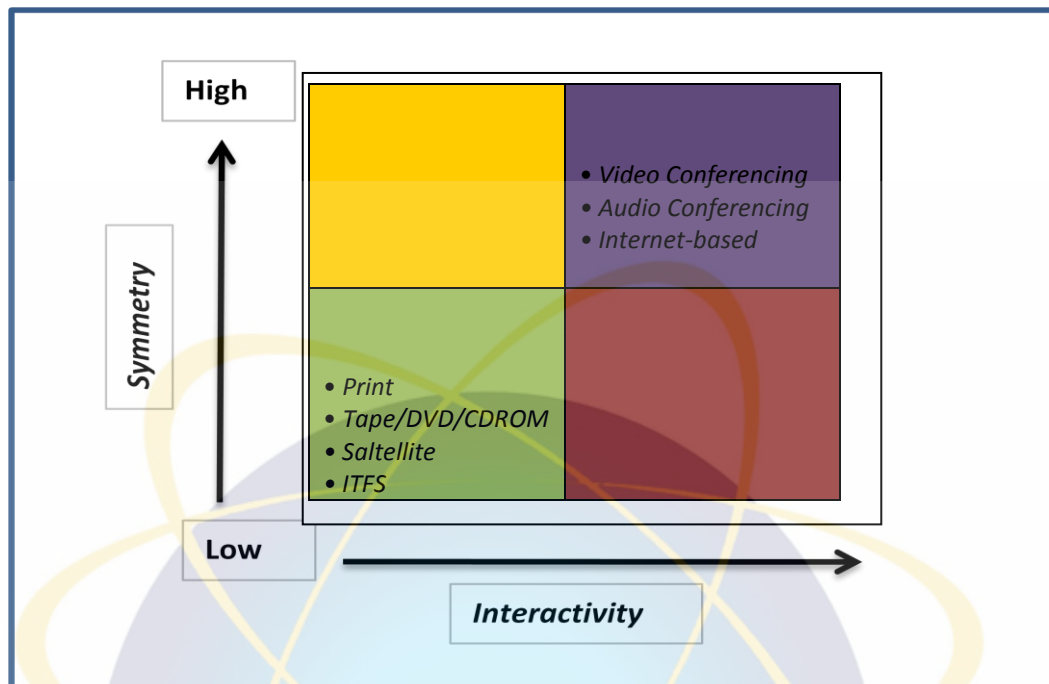 High
• Video Conferencing
• Audio Conferencing
• Internet-based
Symmetry
• Print
• Tape/DVD/CDROM
• Saltellite
• ITFS
Low
Interactivity